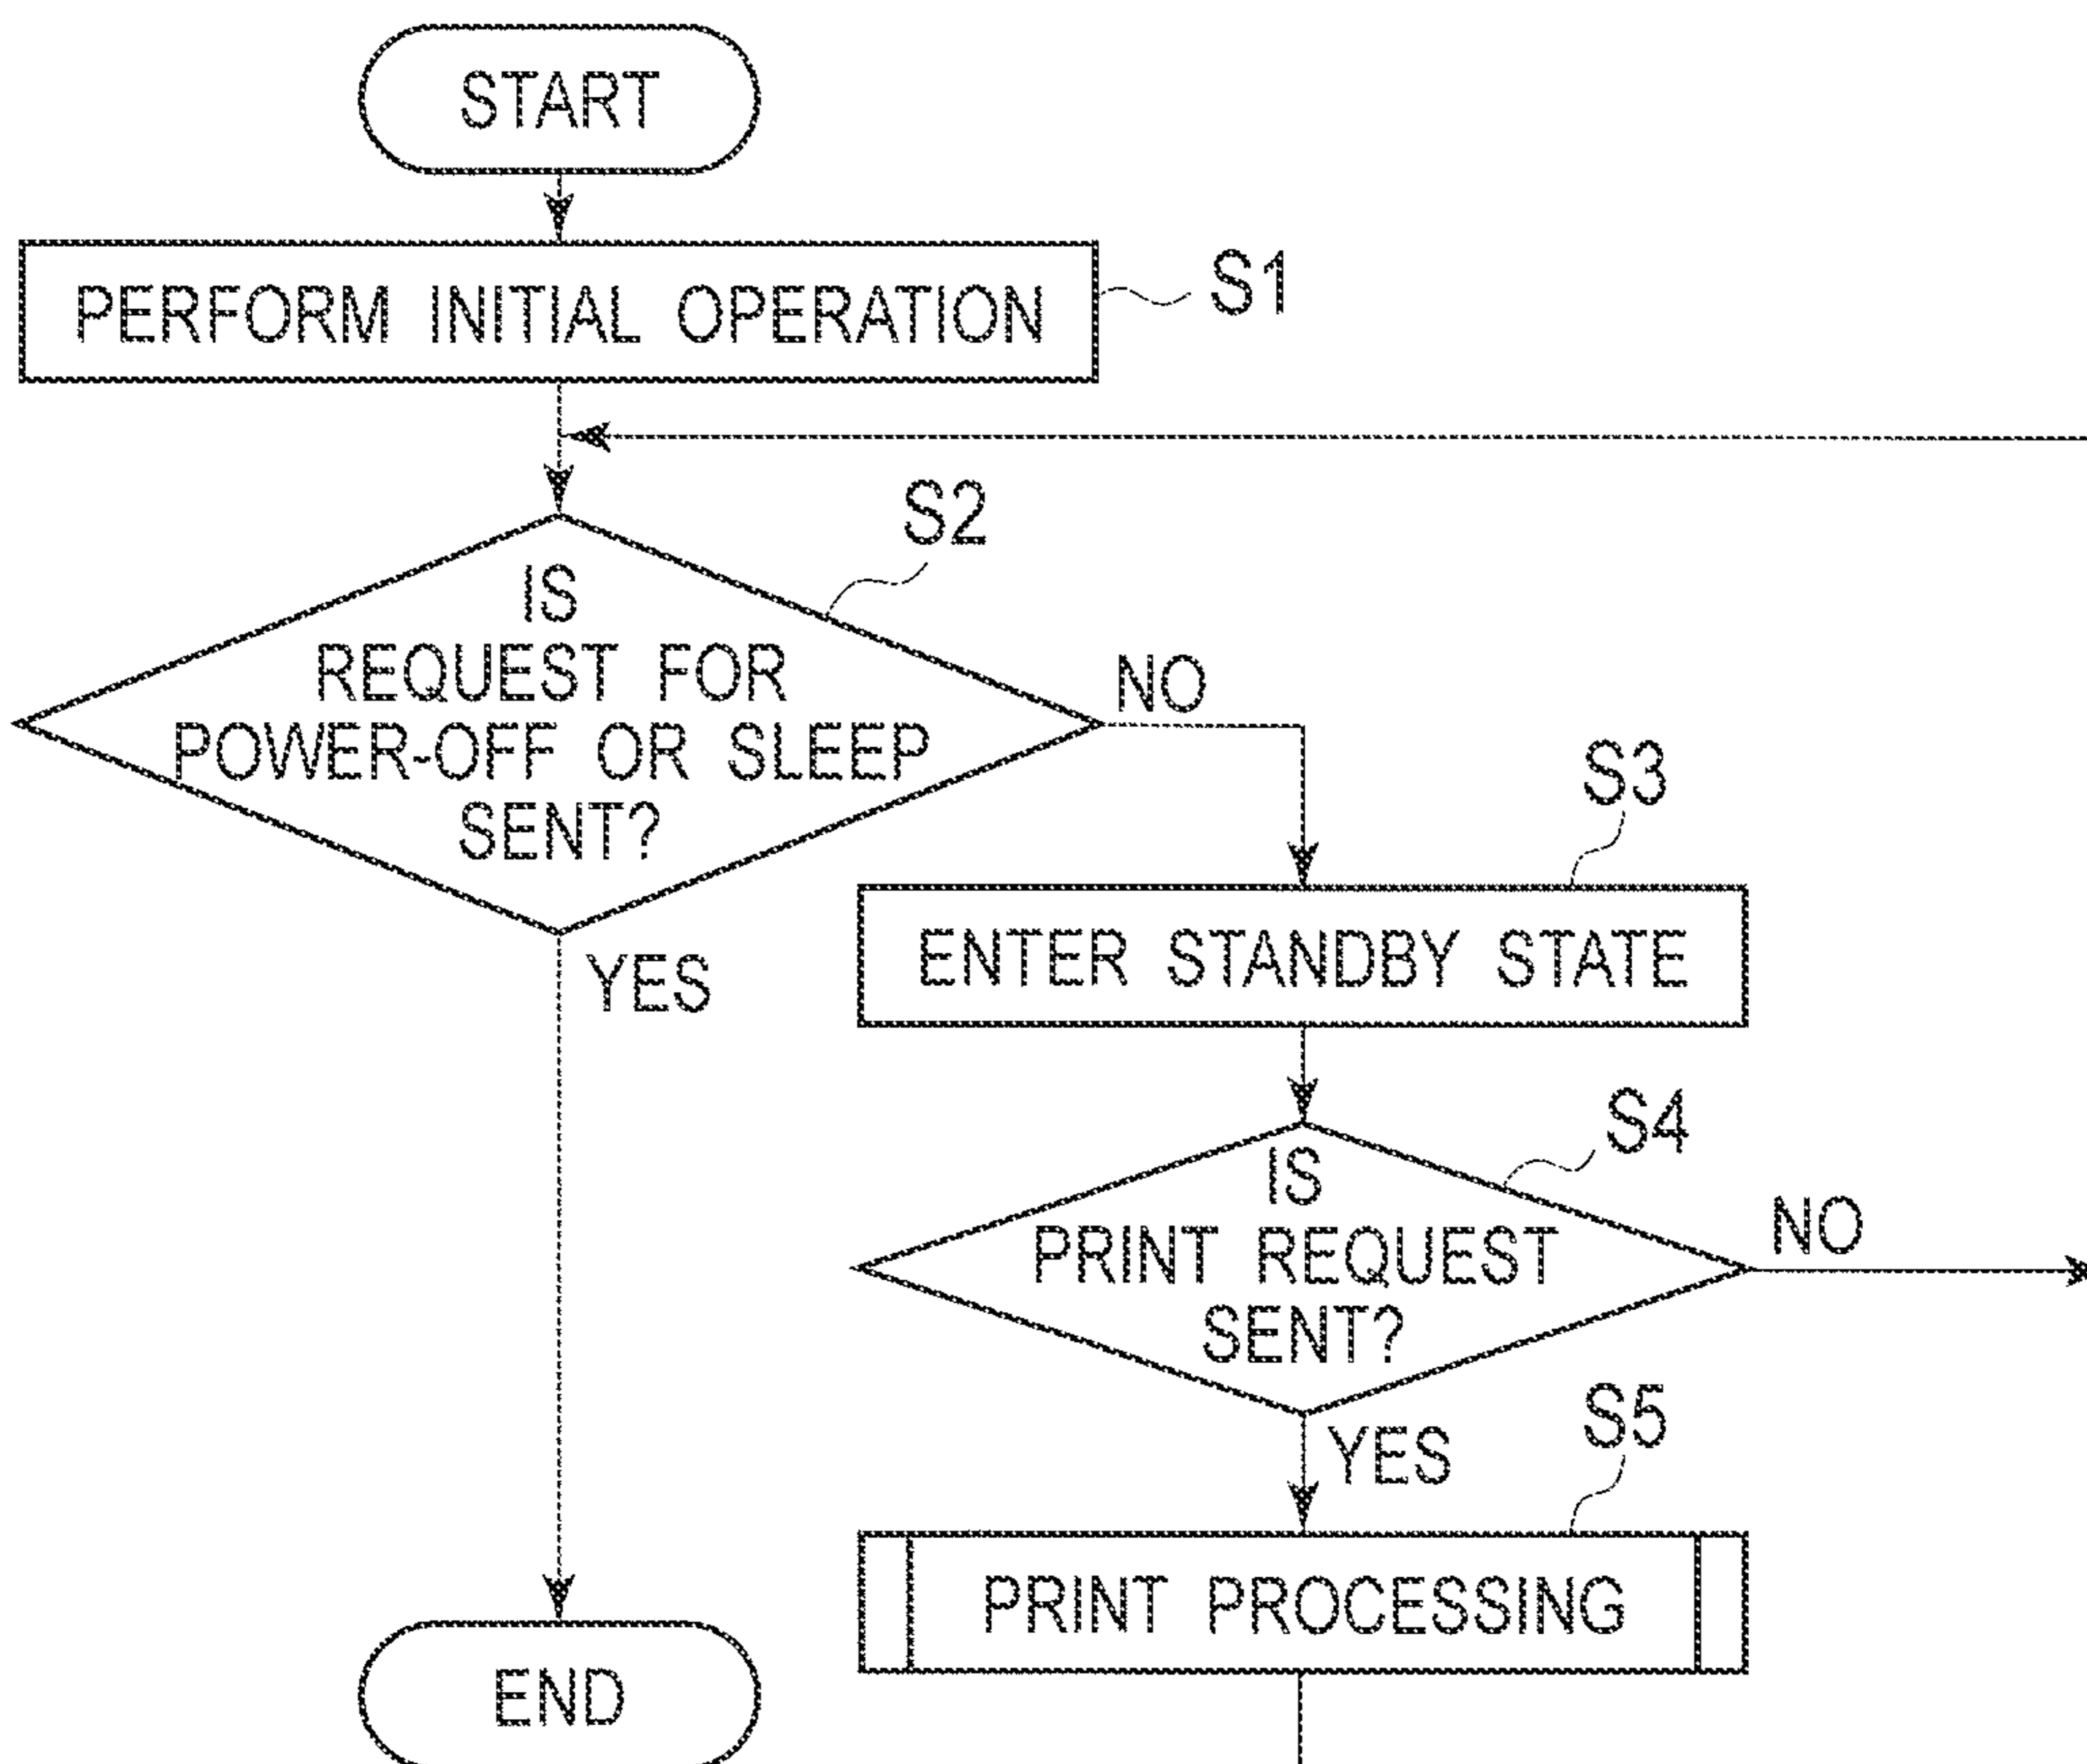 START
PERFORM INITIAL OPERATION
S1
S2
IS
REQUEST FOR
POWER-OFF OR SLEEP
SENT?
NO
YES
S3
ENTER STANDBY STATE
S4
IS
PRINT REQUEST
SENT?
NO
YES
S5
PRINT PROCESSING
END